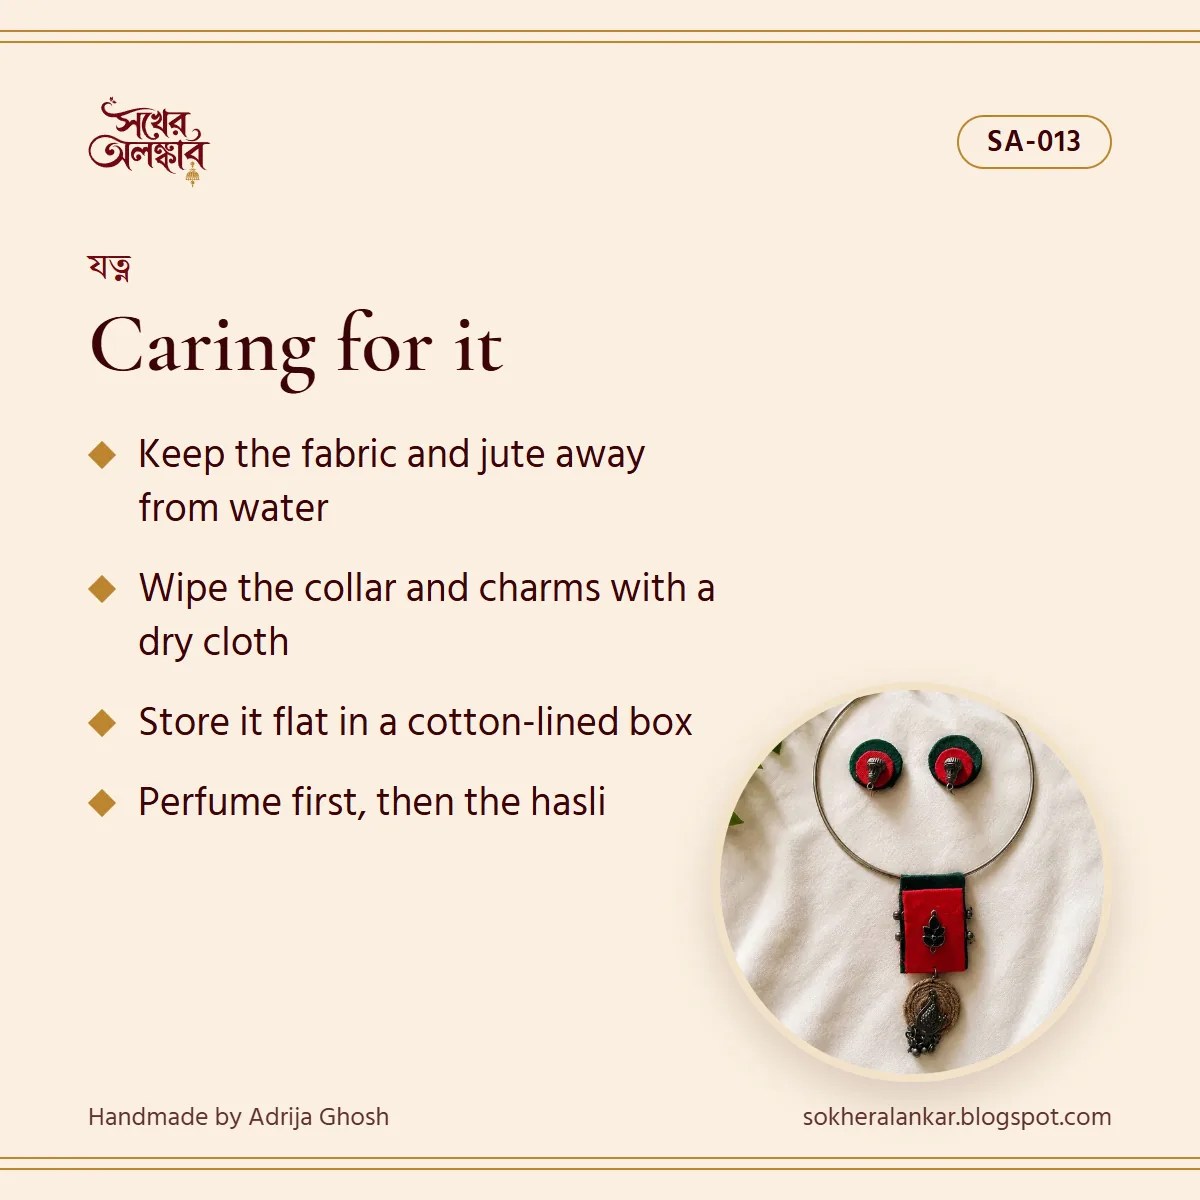 সখের
অলঙ্কার
SA-013
যত্ন
Caring for it
Keep the fabric and jute away
from water
Wipe the collar and charms with a
dry cloth
Store it flat in a cotton-lined box
Perfume first, then the hasli
Handmade by Adrija Ghosh
sokheralankar.blogspot.com